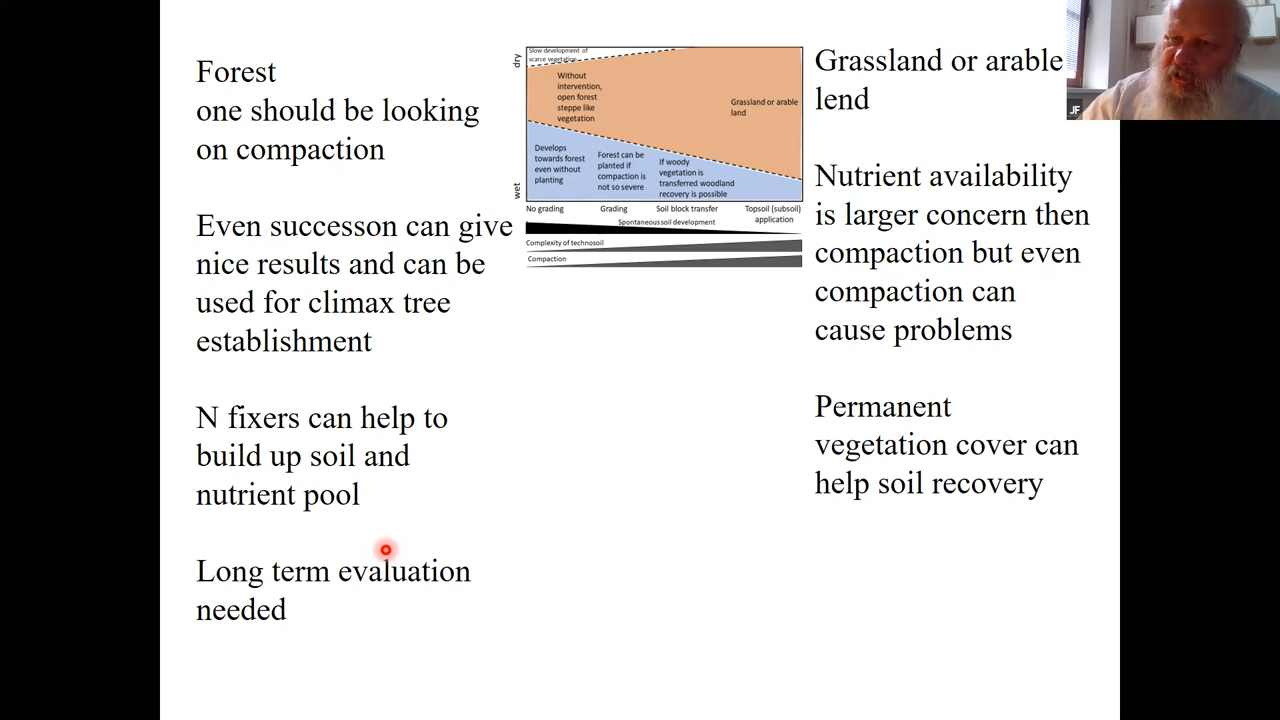 Forest
one should be looking
on compaction
Even successon can give
nice results and can be
used for climax tree
establishment
N fixers can help to
build up soil and
nutrient pool
Long term evaluation
needed
dry
wet
Slow development of
scarce vegetation
Without
intervention,
open forest
steppe like
vegetation
Grassland or arable
land
Develops
towards forest
even without
planting
Forest can be
planted if
compaction is
not so severe
If woody
vegetation is
transferred woodland
recovery is possible
No grading
Grading
Soil block transfer
Topsoil (subsoil)
application
Spontaneous soil development
Complexity of technosoil
Compaction
Grassland or arable
lend
Nutrient availability
is larger concern then
compaction but even
compaction can
cause problems
Permanent
vegetation cover can
help soil recovery
JF